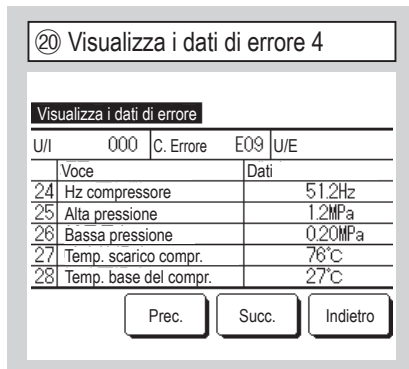 ⑳ Visualizza i dati di errore 4
Visualizza i dati di errore
U/I 000 C. Errore E09 U/E
Voce Dati
24 Hz compressore 51.2Hz
25 Alta pressione 1.2MPa
26 Bassa pressione 0.20MPa
27 Temp. scarico compr. 76°C
28 Temp. base del compr. 27°C
Prec. Succ. Indietro